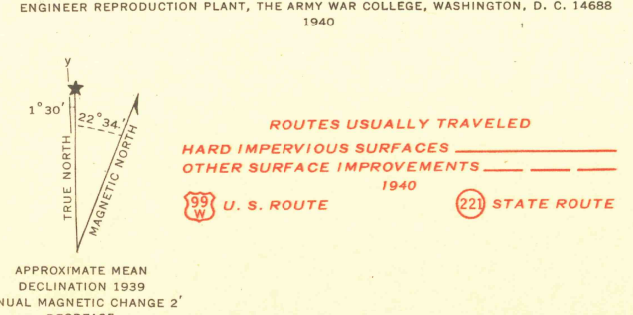 ENGINEER REPRODUCTION PLANT, THE ARMY WAR COLLEGE, WASHINGTON, D. C. 14688
1940
y
1°30′
22°34.′
TRUE NORTH
MAGNETIC NORTH
APPROXIMATE MEAN
DECLINATION 1939
NUAL MAGNETIC CHANGE 2′
ROUTES USUALLY TRAVELED
HARD IMPERVIOUS SURFACES
OTHER SURFACE IMPROVEMENTS
1940
99 W U. S. ROUTE
221 STATE ROUTE